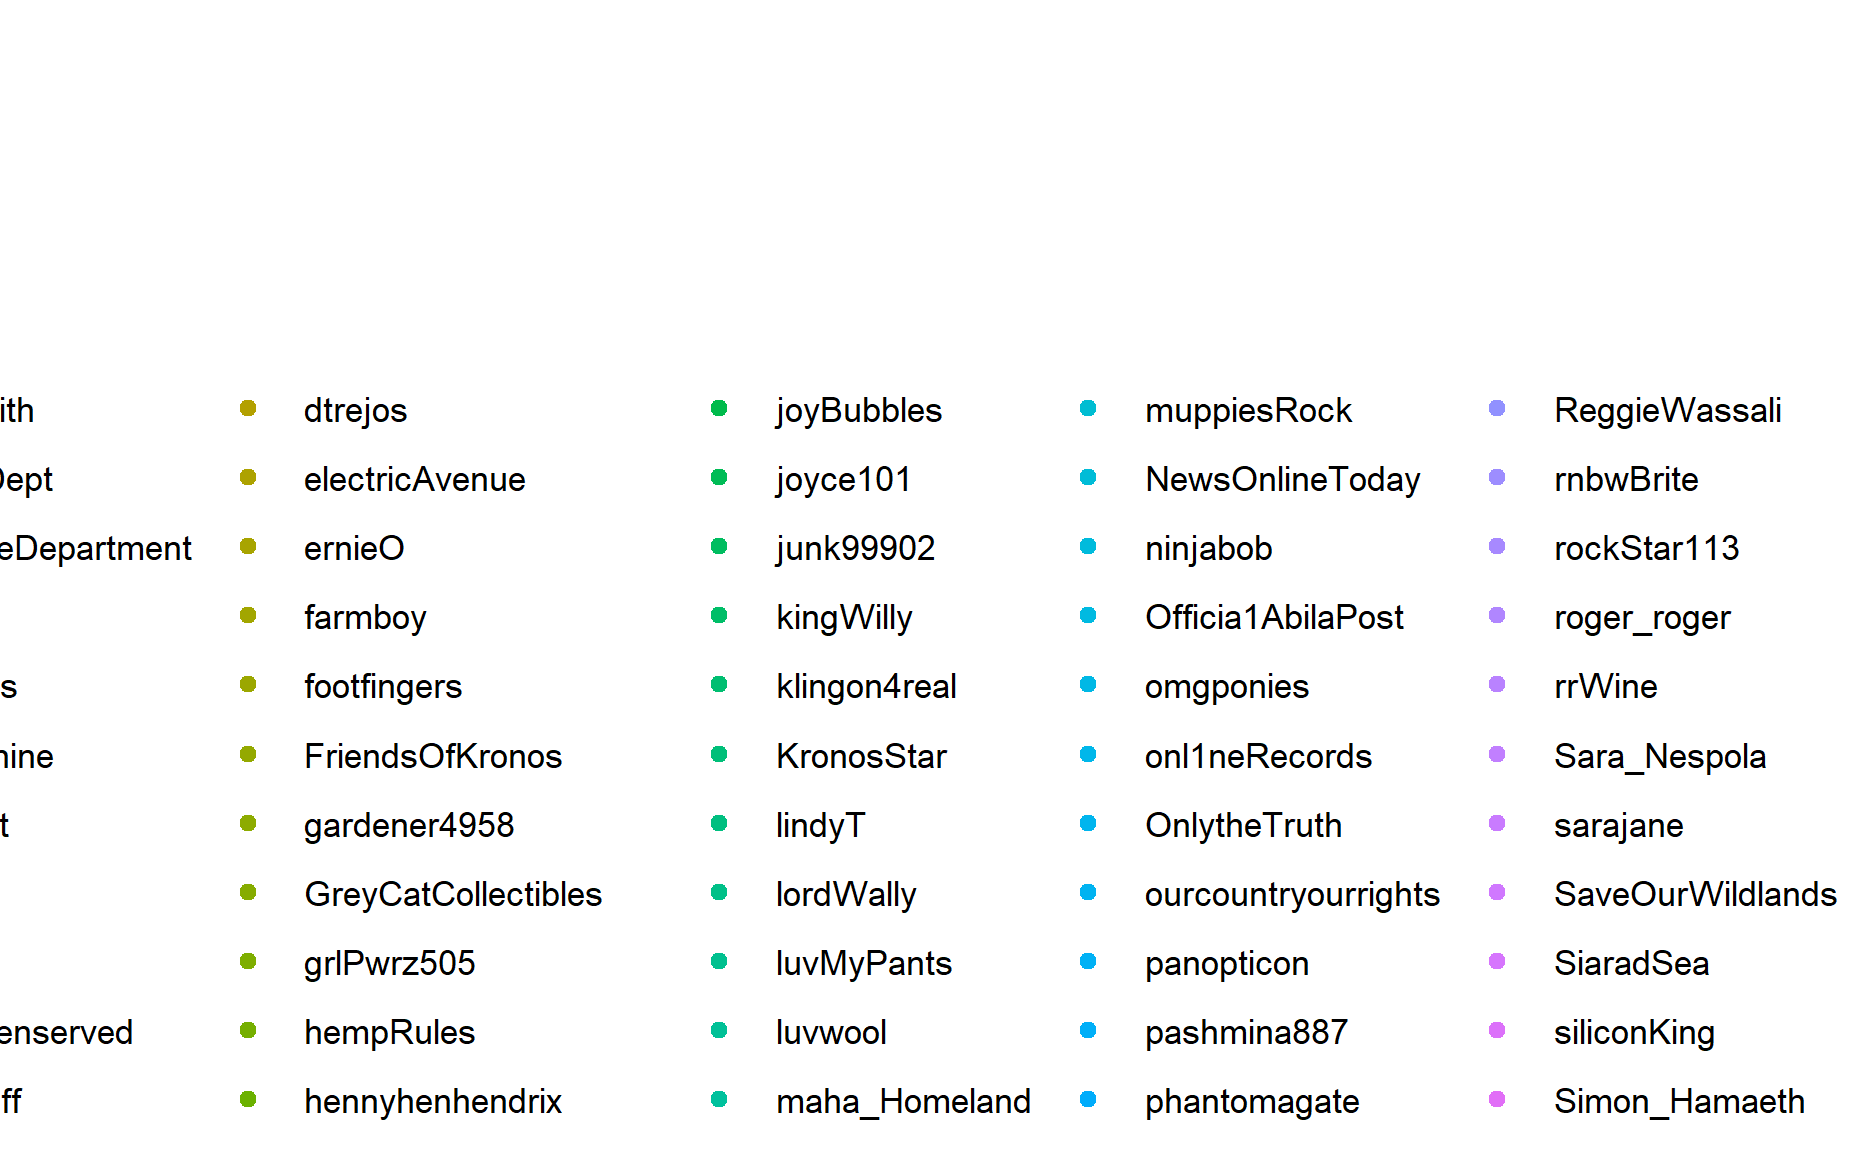 ith dtrejos joyBubbles muppiesRock ReggieWassali
Dept electricAvenue joyce101 NewsOnlineToday rnbwBrite
eDepartment ernieO junk99902 ninjabob rockStar113
farmboy kingWilly Officia1AbilaPost roger_roger
s footfingers klingon4real omgponies rrWine
hine FriendsOfKronos KronosStar onl1neRecords Sara_Nespola
t gardener4958 lindyT OnlytheTruth sarajane
GreyCatCollectibles lordWally ourcountryourrights SaveOurWildlands
grlPwrz505 luvMyPants panopticon SiaradSea
enserved hempRules luvwool pashmina887 siliconKing
ff hennyhenhendrix maha_Homeland phantomagate Simon_Hamaeth